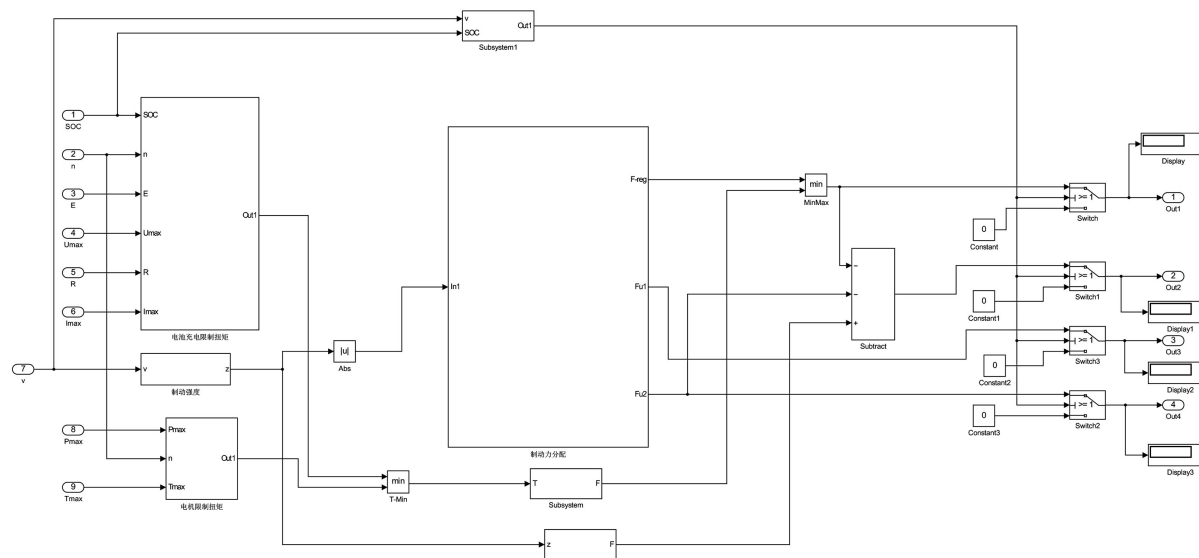 v
SOC
Out1
Subsystem1
1
SOC
2
n
3
E
4
Umax
5
R
6
Imax
SOC
n
E
Umax
R
Imax
Out1
电池充电限制扭矩
7
v
v
z
制动强度
8
Pmax
9
Tmax
Pmax
n
Tmax
Out1
电机限制扭矩
|u|
Abs
min
T-Min
In1
F-reg
Fu1
Fu2
制动力分配
T
F
Subsystem
z
F
min
MinMax
−
−
+
Subtract
0
Constant
0
Constant1
0
Constant2
0
Constant3
>= 1
Switch
>= 1
Switch1
>= 1
Switch3
>= 1
Switch2
Display
1
Out1
2
Out2
Display1
3
Out3
Display2
4
Out4
Display3